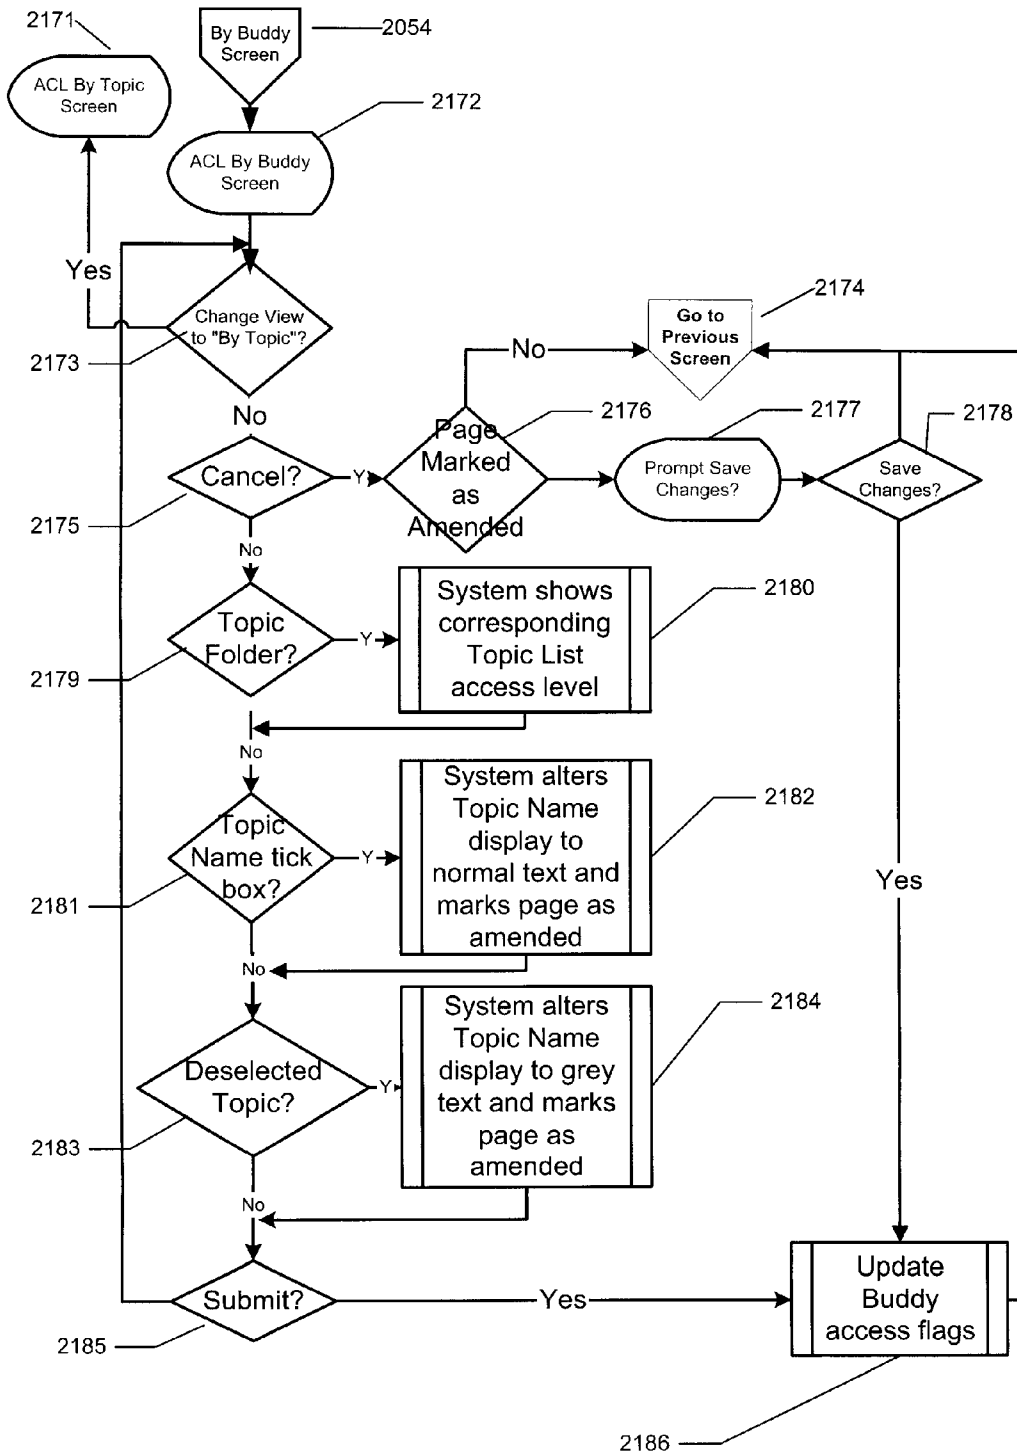 2171
By Buddy
Screen
2054
ACL By Topic
Screen
2172
ACL By Buddy
Screen
Yes
Change View
to "By Topic"?
2173
No
2174
Go to
Previous
Screen
No
2176
2177
2178
Cancel?
Y
2175
Page
Marked
as
Amended
Prompt Save
Changes?
Save
Changes?
No
Topic
Folder?
Y
2179
System shows
corresponding
Topic List
access level
2180
No
Topic
Name tick
box?
Y
2181
System alters
Topic Name
display to
normal text and
marks page as
amended
2182
Yes
No
Deselected
Topic?
Y
2183
System alters
Topic Name
display to grey
text and marks
page as
amended
2184
No
Submit?
Yes
2185
Update
Buddy
access flags
2186